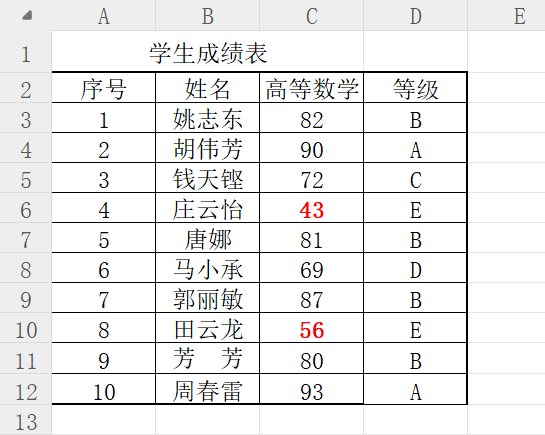 A B C D E
1 学生成绩表
2 序号 姓名 高等数学 等级
3 1 姚志东 82 B
4 2 胡伟芳 90 A
5 3 钱天铿 72 C
6 4 庄云怡 43 E
7 5 唐娜 81 B
8 6 马小承 69 D
9 7 郭丽敏 87 B
10 8 田云龙 56 E
11 9 芳　芳 80 B
12 10 周春雷 93 A
13